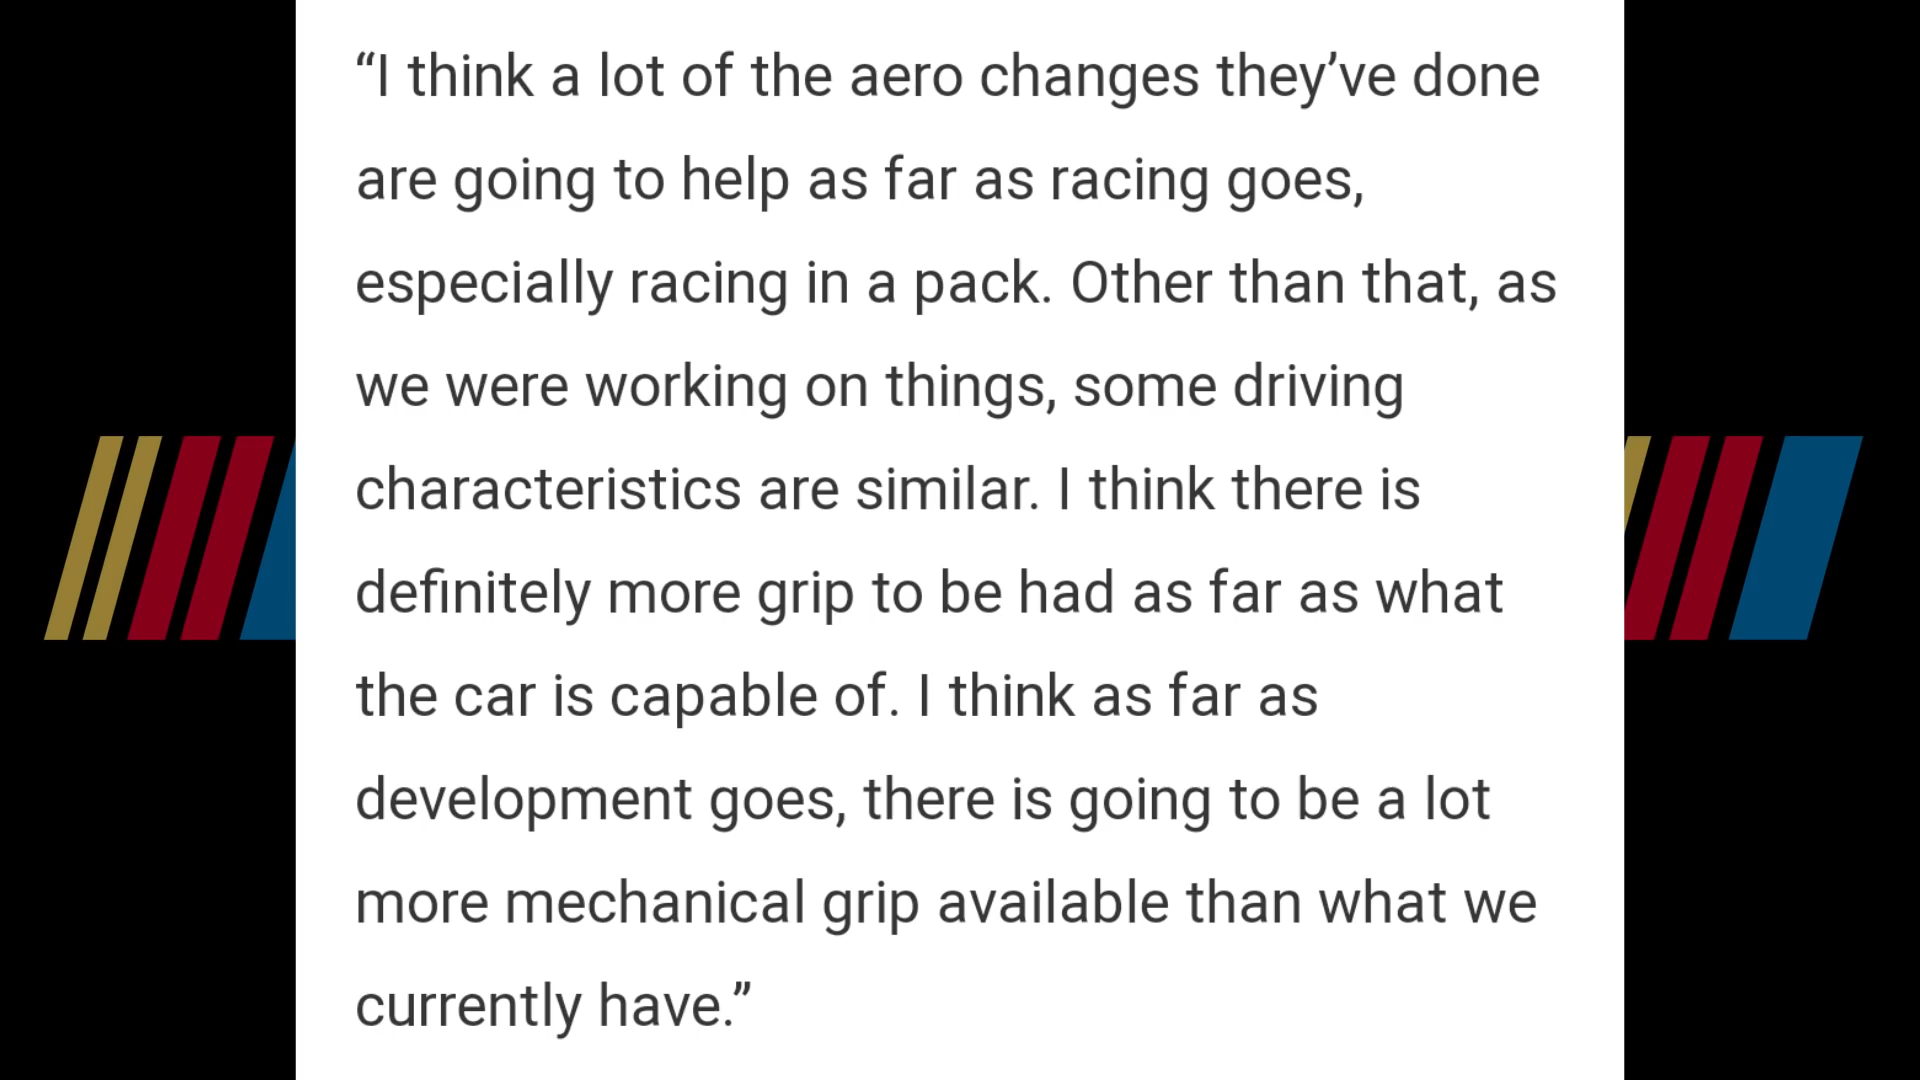 “I think a lot of the aero changes they’ve done
are going to help as far as racing goes,
especially racing in a pack. Other than that, as
we were working on things, some driving
characteristics are similar. I think there is
definitely more grip to be had as far as what
the car is capable of. I think as far as
development goes, there is going to be a lot
more mechanical grip available than what we
currently have.”